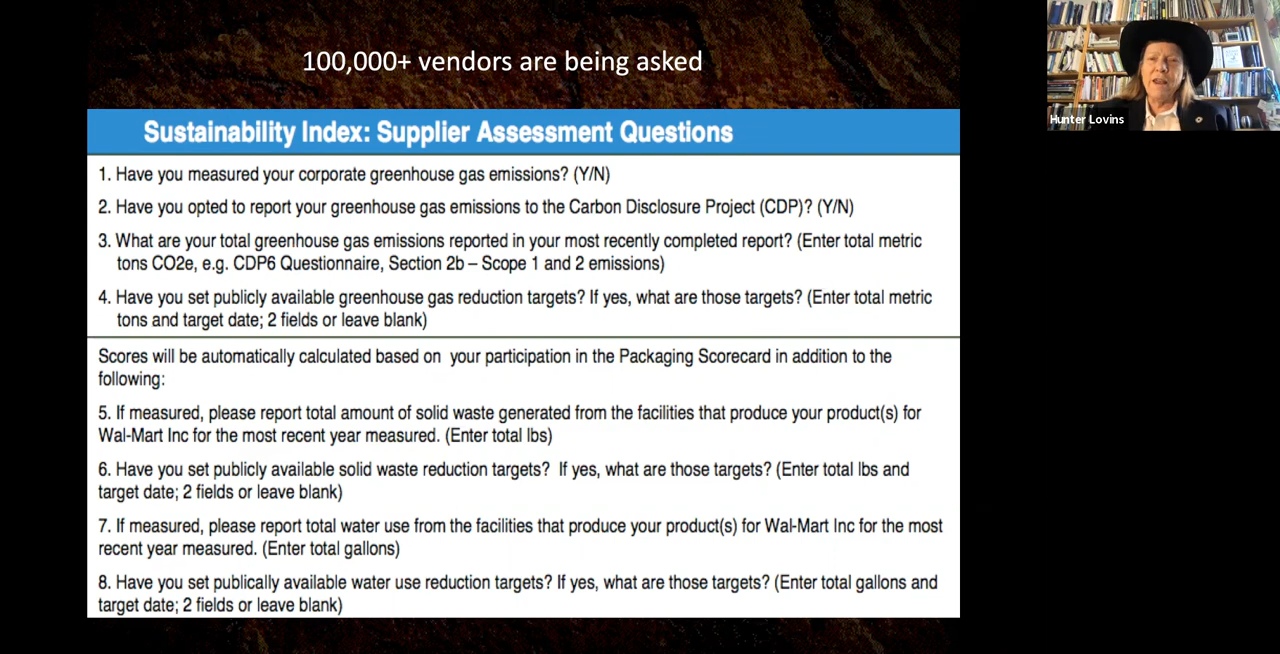 100,000+ vendors are being asked
Hunter Lovins
Sustainability Index: Supplier Assessment Questions
1. Have you measured your corporate greenhouse gas emissions? (Y/N)
2. Have you opted to report your greenhouse gas emissions to the Carbon Disclosure Project (CDP)? (Y/N)
3. What are your total greenhouse gas emissions reported in your most recently completed report? (Enter total metric
tons CO2e, e.g. CDP6 Questionnaire, Section 2b – Scope 1 and 2 emissions)
4. Have you set publicly available greenhouse gas reduction targets? If yes, what are those targets? (Enter total metric
tons and target date; 2 fields or leave blank)
Scores will be automatically calculated based on your participation in the Packaging Scorecard in addition to the
following:
5. If measured, please report total amount of solid waste generated from the facilities that produce your product(s) for
Wal-Mart Inc for the most recent year measured. (Enter total lbs)
6. Have you set publicly available solid waste reduction targets? If yes, what are those targets? (Enter total lbs and
target date; 2 fields or leave blank)
7. If measured, please report total water use from the facilities that produce your product(s) for Wal-Mart Inc for the most
recent year measured. (Enter total gallons)
8. Have you set publically available water use reduction targets? If yes, what are those targets? (Enter total gallons and
target date; 2 fields or leave blank)